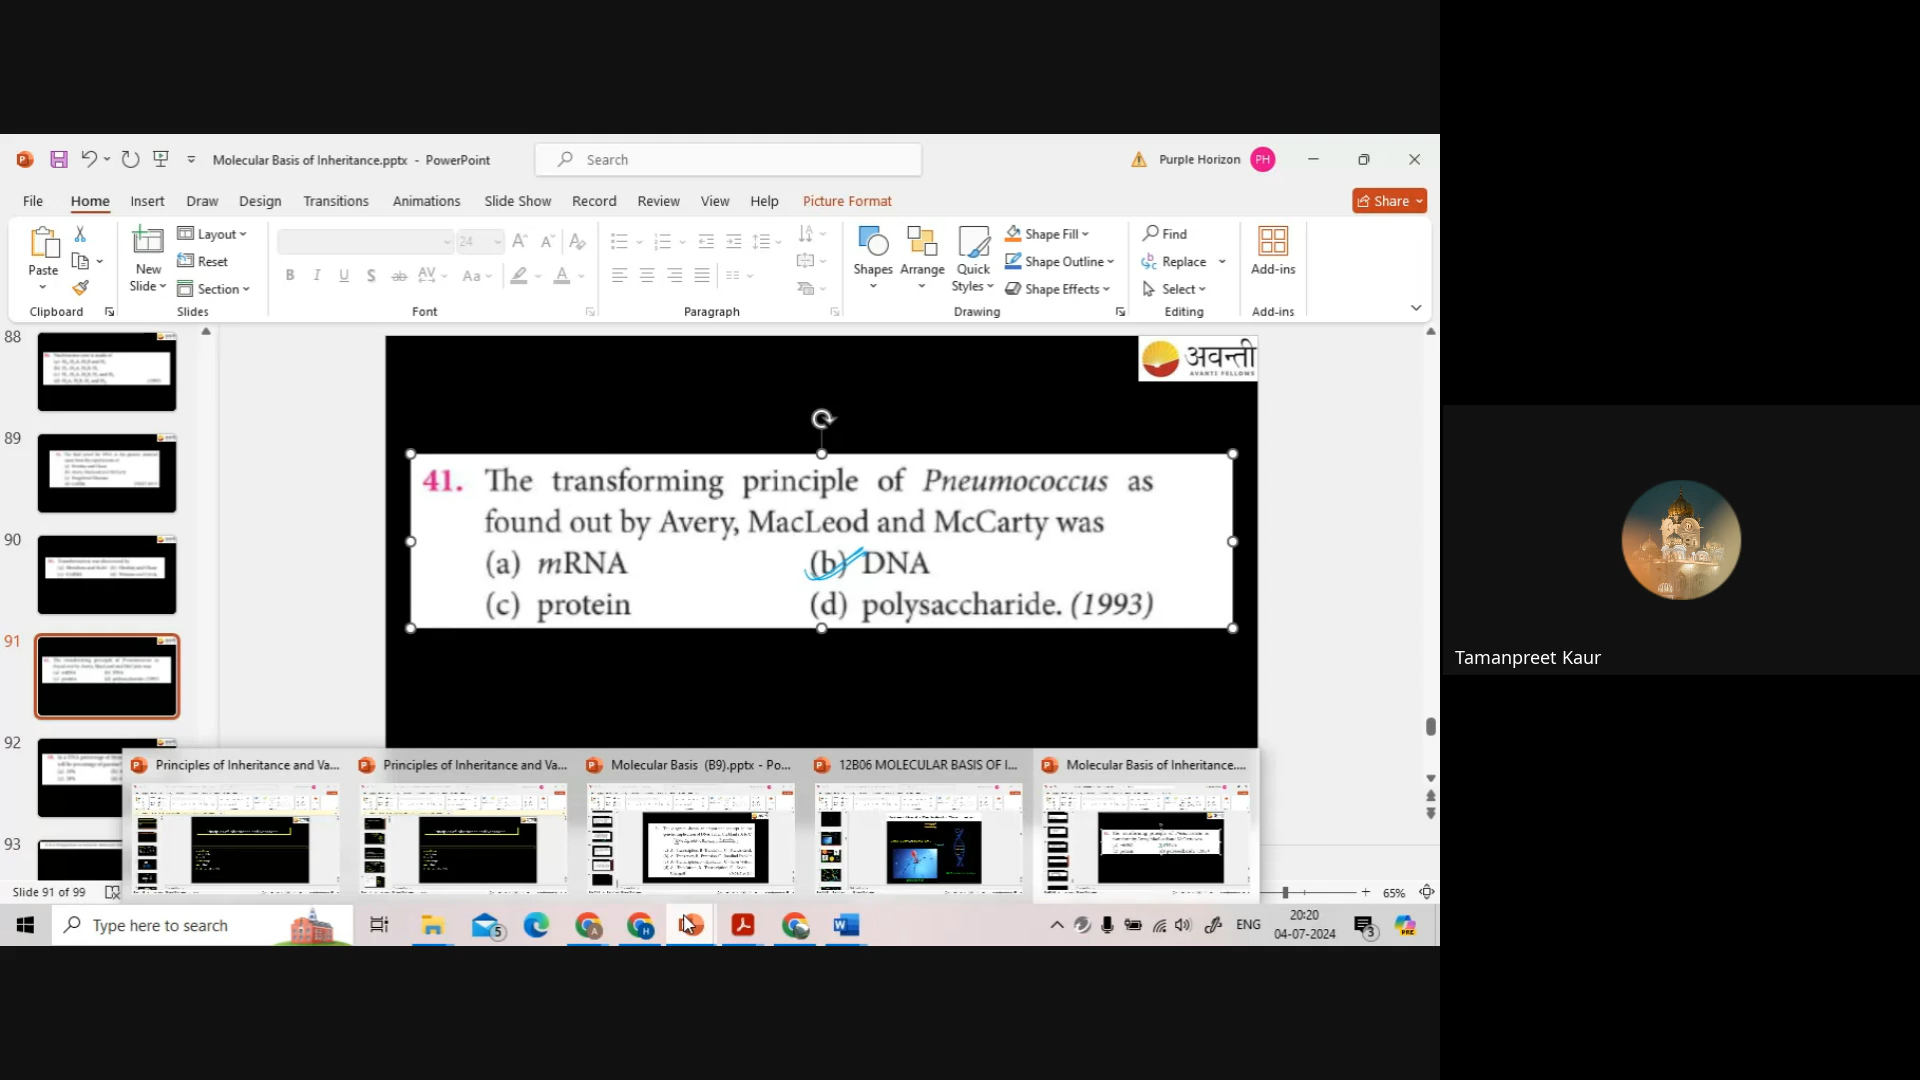 Molecular Basis of Inheritance.pptx - PowerPoint
Search
Purple Horizon PH
File Home Insert Draw Design Transitions Animations Slide Show Record Review View Help Picture Format Share
Paste
New Slide
Layout
Reset
Section
24
Shapes
Arrange
Quick Styles
Shape Fill
Shape Outline
Shape Effects
Find
Replace
Select
Add-ins
Clipboard Slides Font Paragraph Drawing Editing Add-ins
88
89
90
91
92
93
अवन्ती
AVANTI FELLOWS
41. The transforming principle of Pneumococcus as
found out by Avery, MacLeod and McCarty was
(a) mRNA (b) DNA
(c) protein (d) polysaccharide. (1993)
Tamanpreet Kaur
Principles of Inheritance and Va... Principles of Inheritance and Va... Molecular Basis (B9).pptx - Po... 12B06 MOLECULAR BASIS OF I... Molecular Basis of Inheritance....
Slide 91 of 99
65%
Type here to search
5
ENG
20:20
04-07-2024
3
PRE